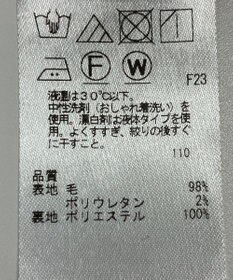 F
W
F23
液温は30℃以下。
中性洗剤(おしゃれ着洗い)を
使用。漂白剤は液体タイプを使
用。よくすすぎ、絞りの後すぐ
に干すこと。
110
品質
表地 毛 98%
ポリウレタン 2%
裏地 ポリエステル 100%